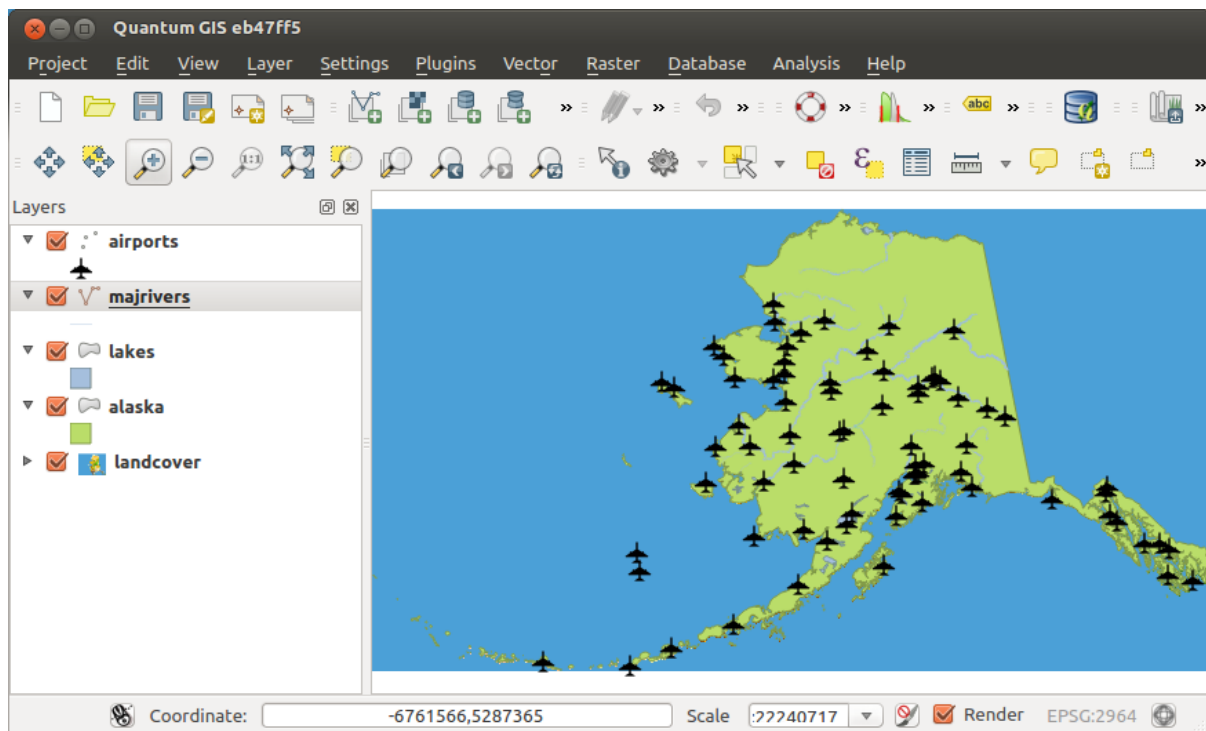 Quantum GIS eb47ff5
Project Edit View Layer Settings Plugins Vector Raster Database Analysis Help
abc
1:1
Layers
airports
majrivers
lakes
alaska
landcover
Coordinate: -6761566,5287365 Scale :22240717 Render EPSG:2964